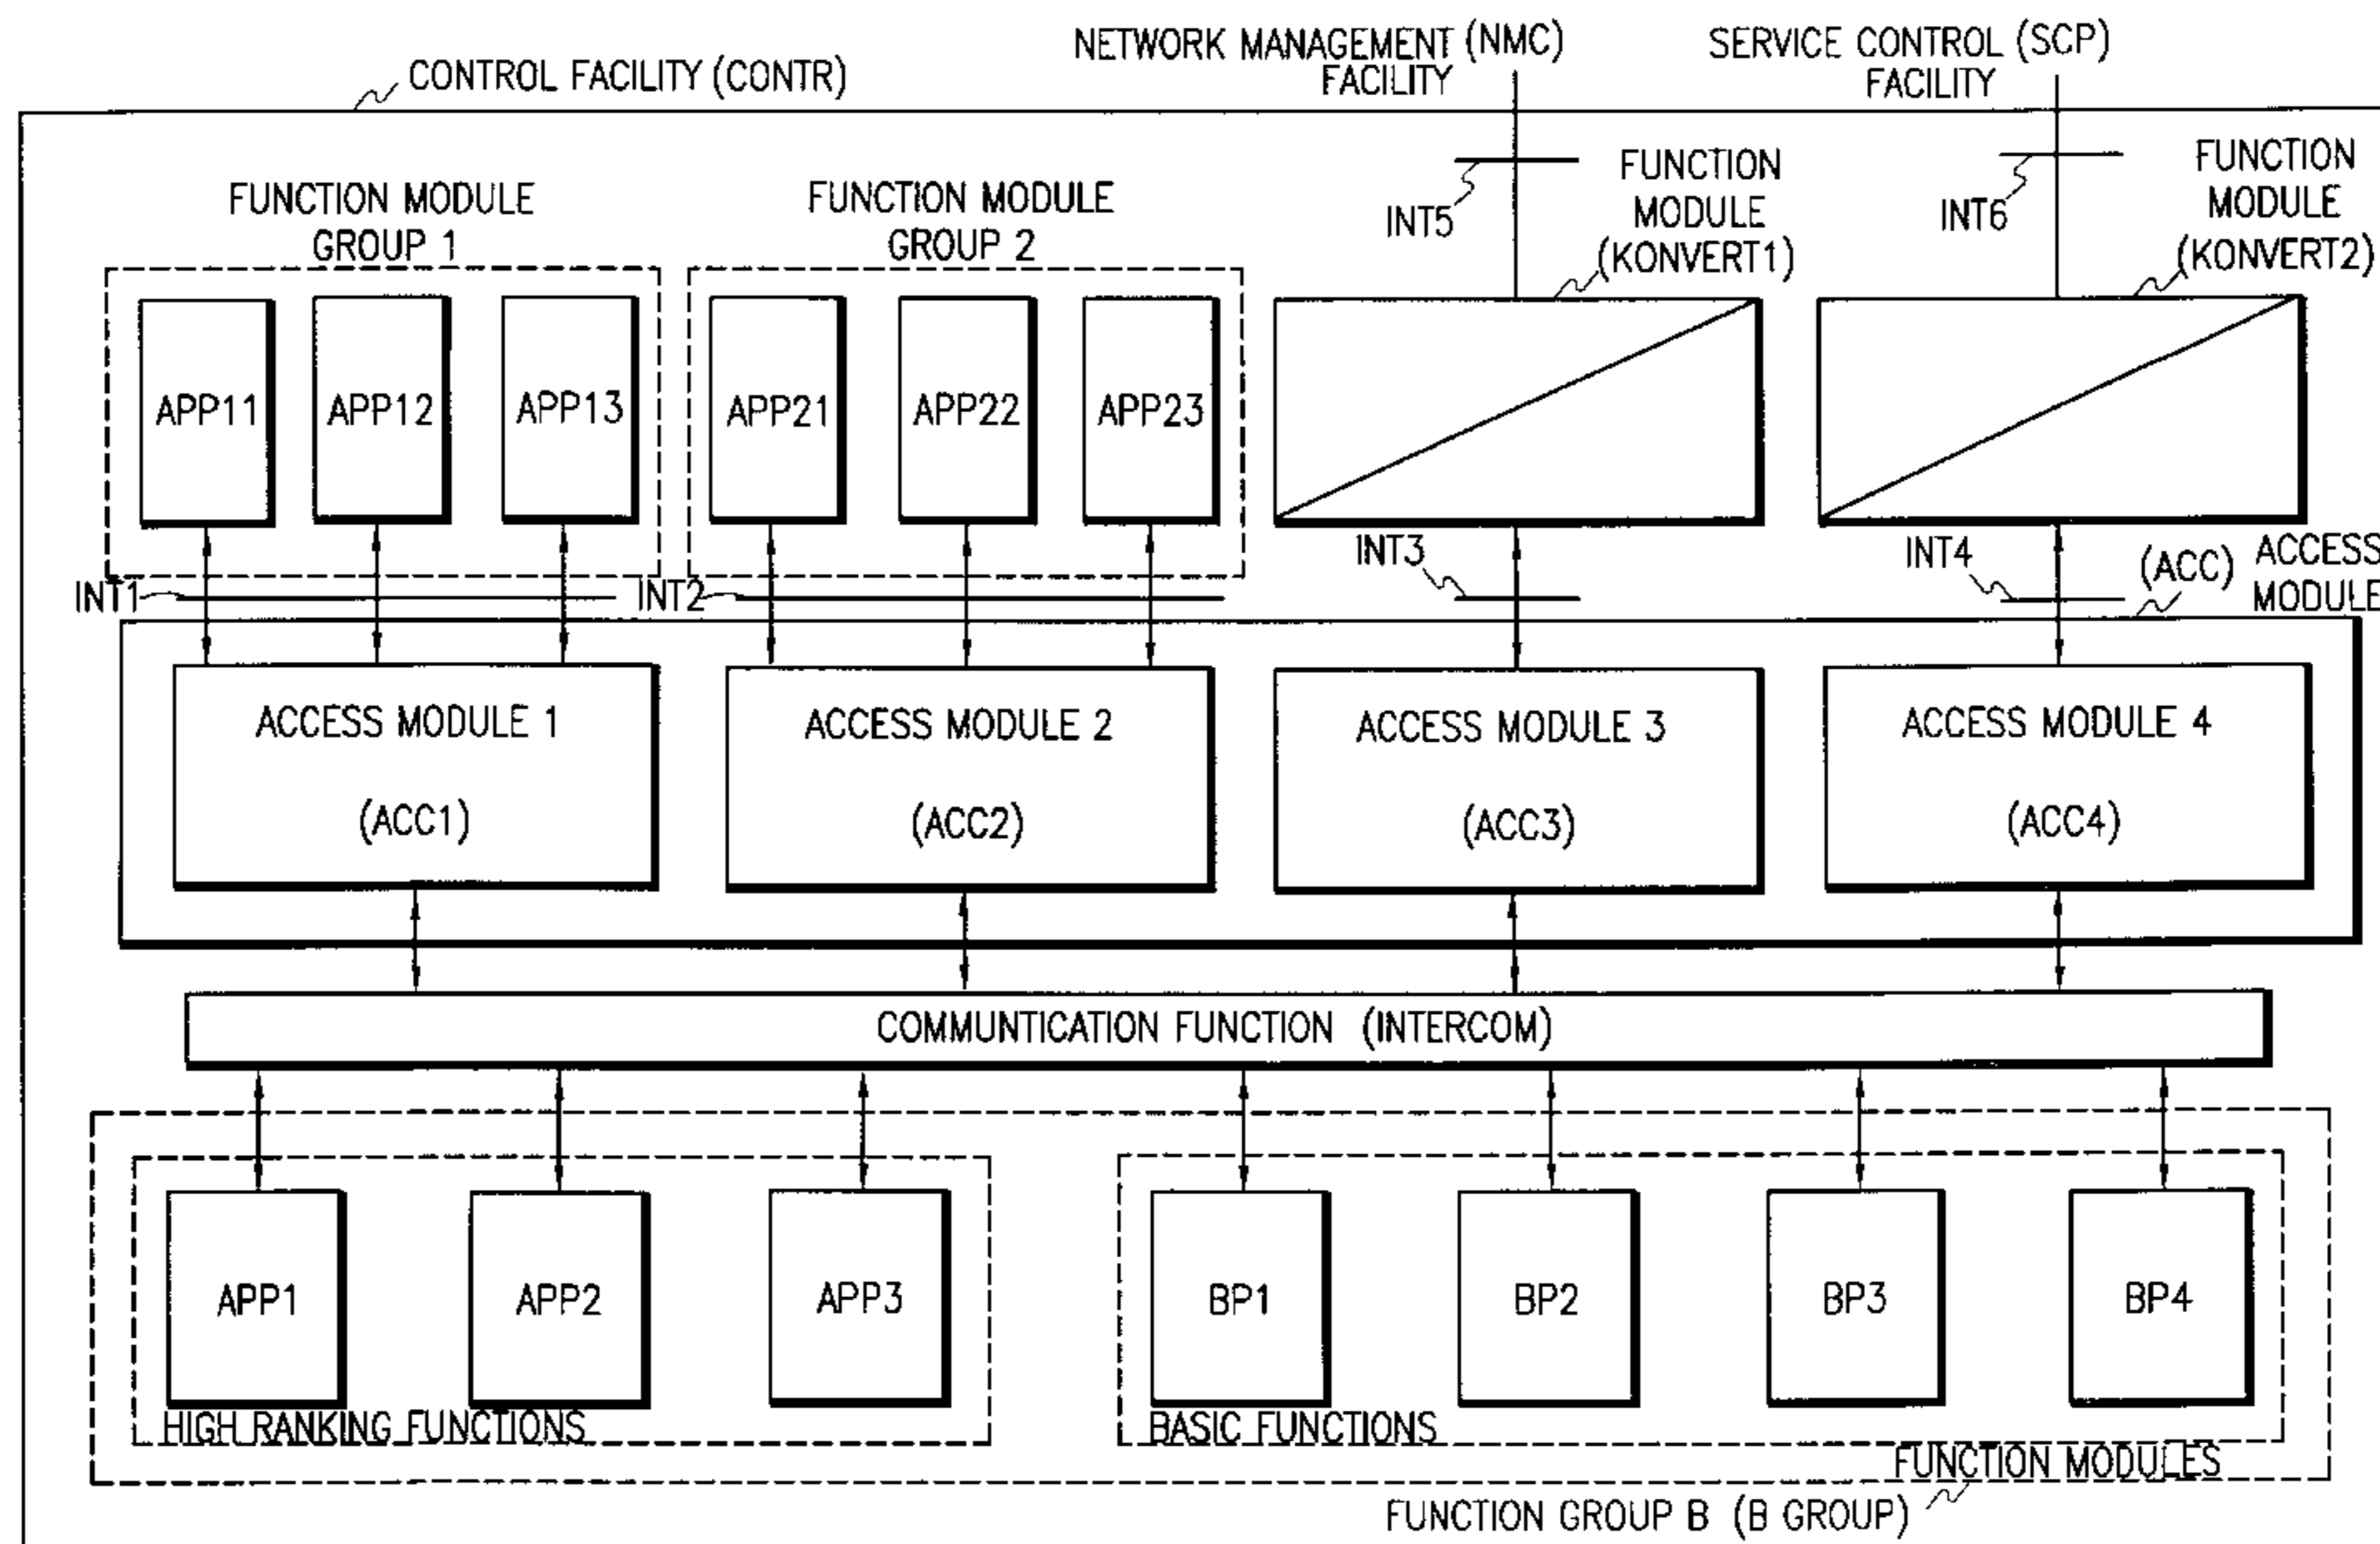 NETWORK MANAGEMENT (NMC)
FACILITY
SERVICE CONTROL (SCP)
FACILITY
CONTROL FACILITY (CONTR)
FUNCTION MODULE
GROUP 1
FUNCTION MODULE
GROUP 2
INT5
FUNCTION
MODULE
(KONVERT1)
INT6
FUNCTION
MODULE
(KONVERT2)
APP11
APP12
APP13
APP21
APP22
APP23
INT1
INT2
INT3
INT4
(ACC) ACCESS
MODULE
ACCESS MODULE 1
(ACC1)
ACCESS MODULE 2
(ACC2)
ACCESS MODULE 3
(ACC3)
ACCESS MODULE 4
(ACC4)
COMMUNTICATION FUNCTION (INTERCOM)
APP1
APP2
APP3
BP1
BP2
BP3
BP4
HIGH RANKING FUNCTIONS
BASIC FUNCTIONS
FUNCTION MODULES
FUNCTION GROUP B (B GROUP)